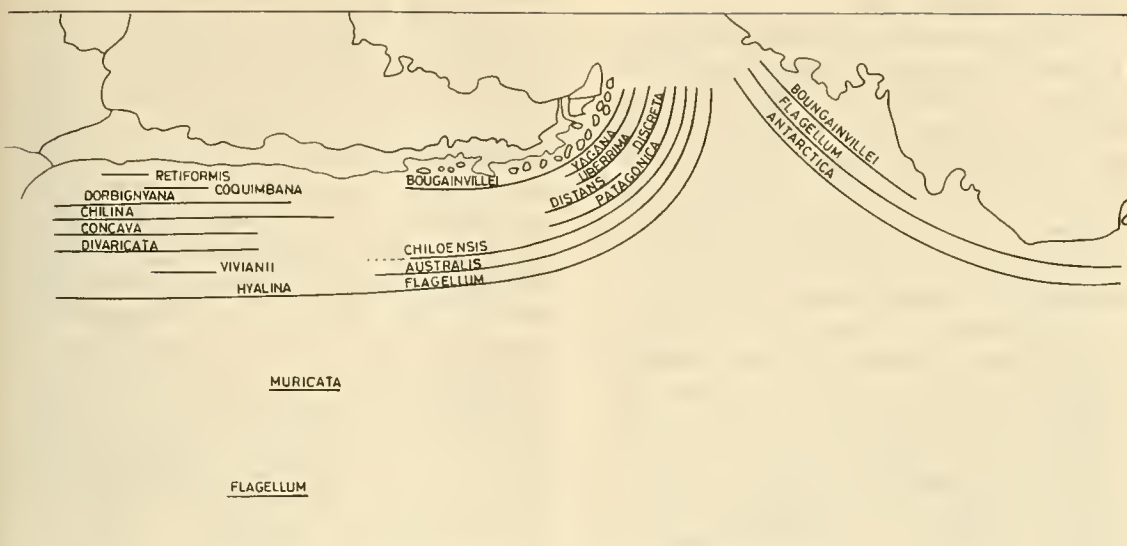 RETIFORMIS
COQUIMBANA
DORBIGNYANA
CHILINA
CONCAVA
DIVARICATA
VIVIANII
HYALINA
BOUGAINVILLEI
YAGANA
UBERRIMA
DISCRETA
DISTANS
PATAGONICA
CHILOENSIS
AUSTRALIS
FLAGELLUM
BOUNGAINVILLEI
FLAGELLUM
ANTARCTICA
MURICATA
FLAGELLUM